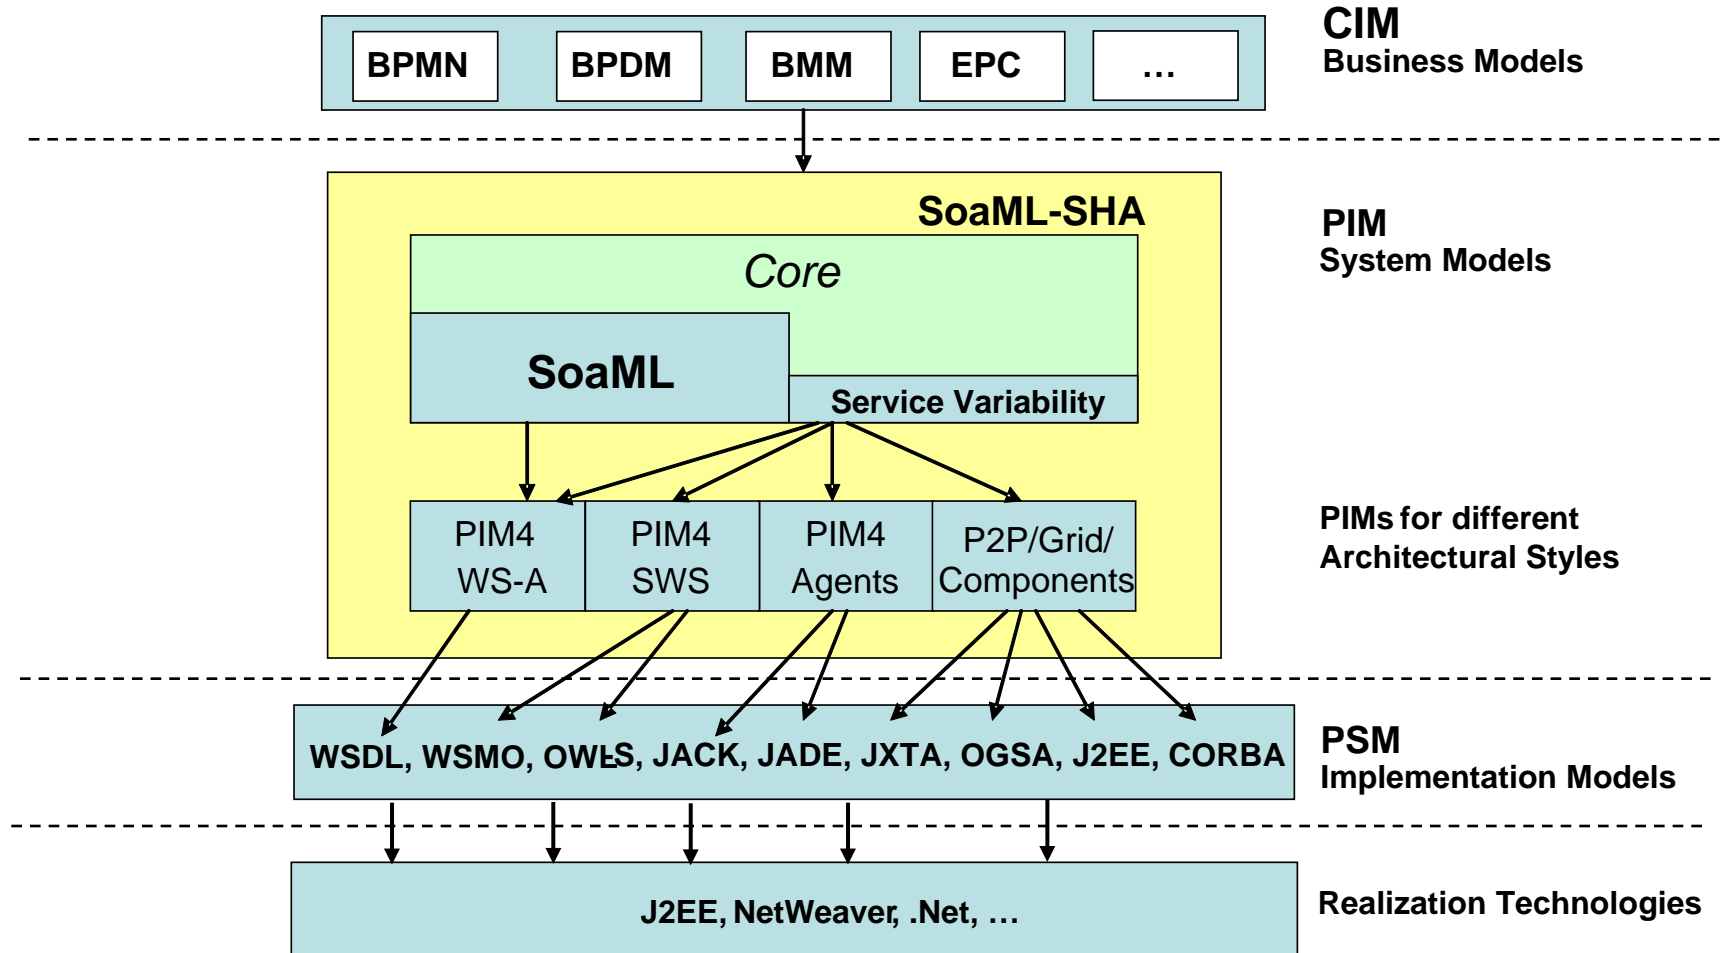 CIM
Business Models
BPMN
BPDM
BMM
EPC
...
SoaML-SHA
PIM
System Models
Core
SoaML
Service Variability
PIM4
WS-A
PIM4
SWS
PIM4
Agents
P2P/Grid/
Components
PIMs for different
Architectural Styles
WSDL, WSMO, OWL-S, JACK, JADE, JXTA, OGSA, J2EE, CORBA
PSM
Implementation Models
J2EE, NetWeaver, .Net, ...
Realization Technologies